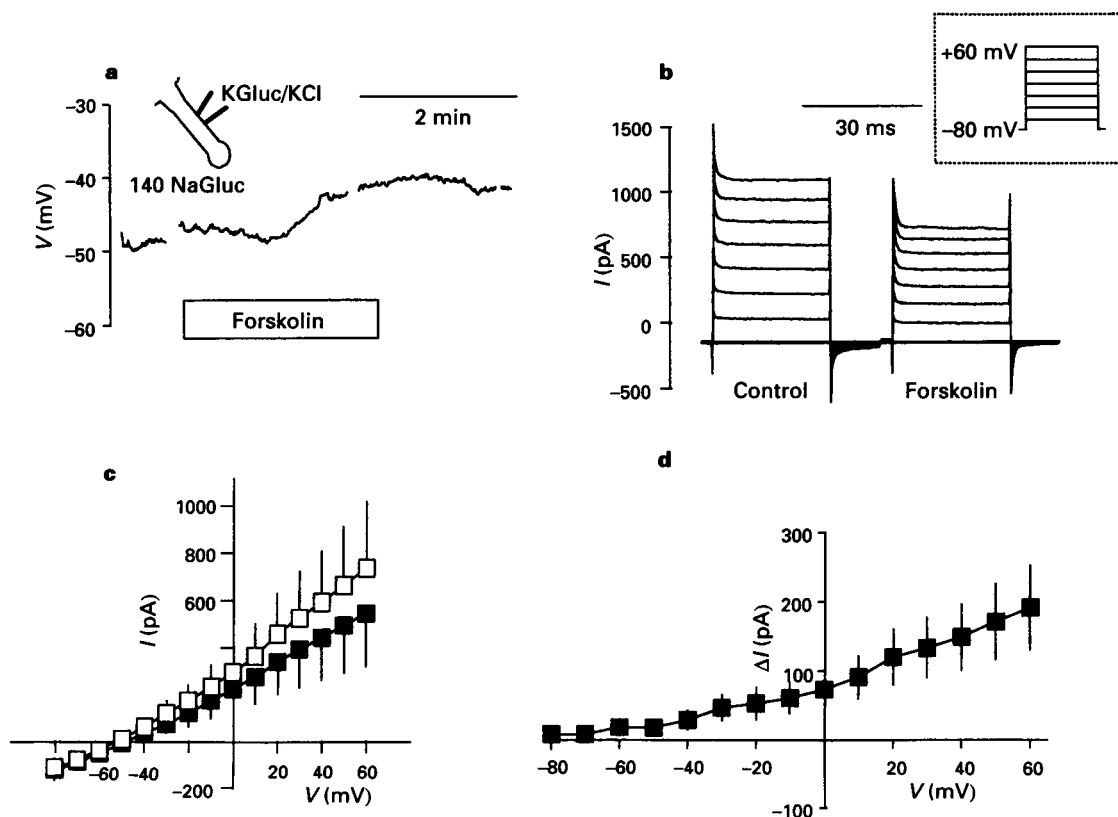 a
−30
−40
−50
−60
V (mV)
KGluc/KCl
140 NaGluc
2 min
Forskolin
b
+60 mV
−80 mV
30 ms
1500
1000
500
0
−500
I (pA)
Control
Forskolin
c
1000
800
600
−200
I (pA)
−60
−40
20
40
60
V (mV)
d
300
200
100
−100
ΔI (pA)
−80
−60
−40
−20
0
20
40
60
V (mV)